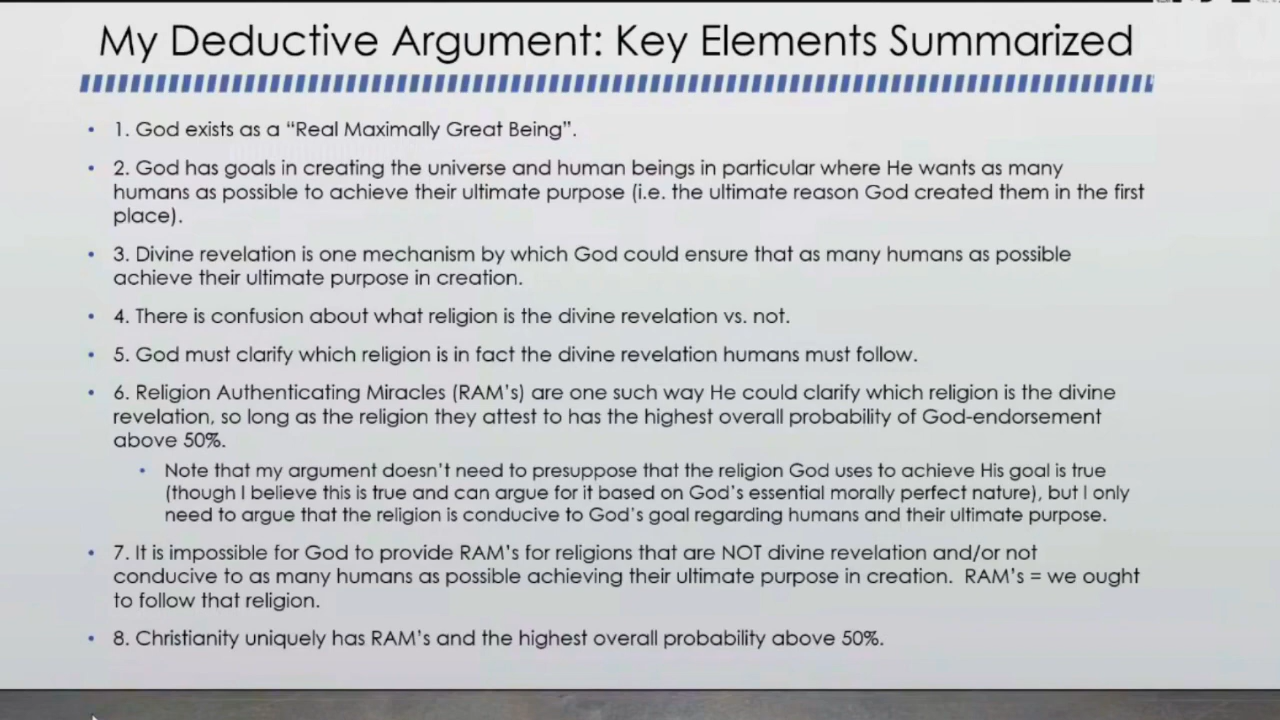 My Deductive Argument: Key Elements Summarized
• 1. God exists as a “Real Maximally Great Being”.
• 2. God has goals in creating the universe and human beings in particular where He wants as many
humans as possible to achieve their ultimate purpose (i.e. the ultimate reason God created them in the first
place).
• 3. Divine revelation is one mechanism by which God could ensure that as many humans as possible
achieve their ultimate purpose in creation.
• 4. There is confusion about what religion is the divine revelation vs. not.
• 5. God must clarify which religion is in fact the divine revelation humans must follow.
• 6. Religion Authenticating Miracles (RAM’s) are one such way He could clarify which religion is the divine
revelation, so long as the religion they attest to has the highest overall probability of God-endorsement
above 50%.
• Note that my argument doesn’t need to presuppose that the religion God uses to achieve His goal is true
(though I believe this is true and can argue for it based on God’s essential morally perfect nature), but I only
need to argue that the religion is conducive to God’s goal regarding humans and their ultimate purpose.
• 7. It is impossible for God to provide RAM’s for religions that are NOT divine revelation and/or not
conducive to as many humans as possible achieving their ultimate purpose in creation.  RAM’s = we ought
to follow that religion.
• 8. Christianity uniquely has RAM’s and the highest overall probability above 50%.